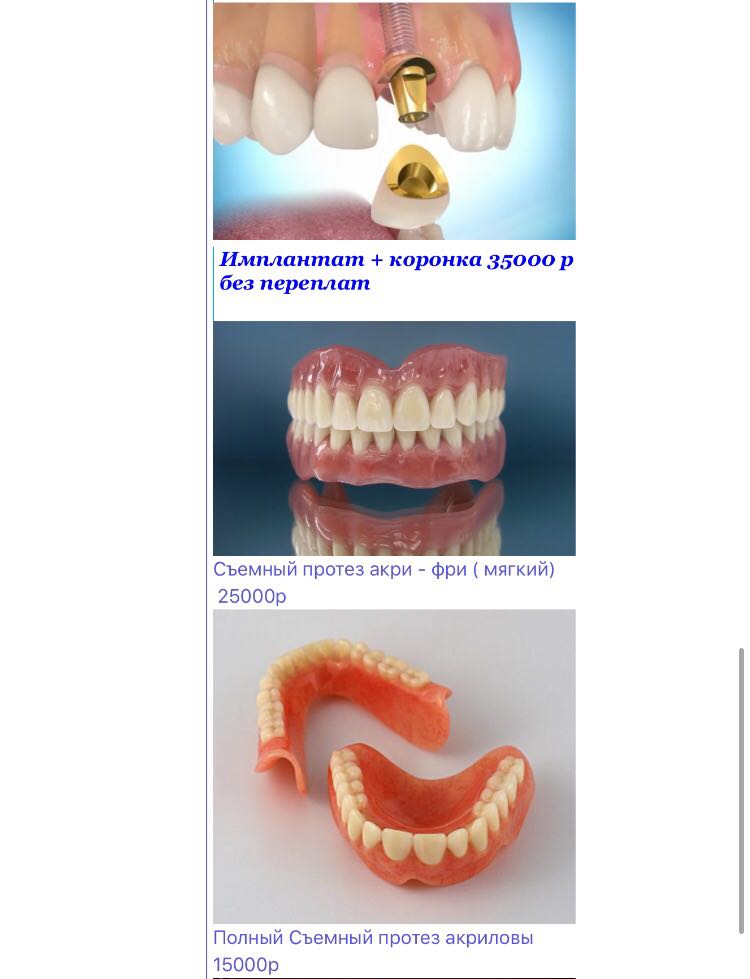 Имплантат + коронка 35000 р
без переплат
Съемный протез акри - фри ( мягкий)
25000р
Полный Съемный протез акриловы
15000р